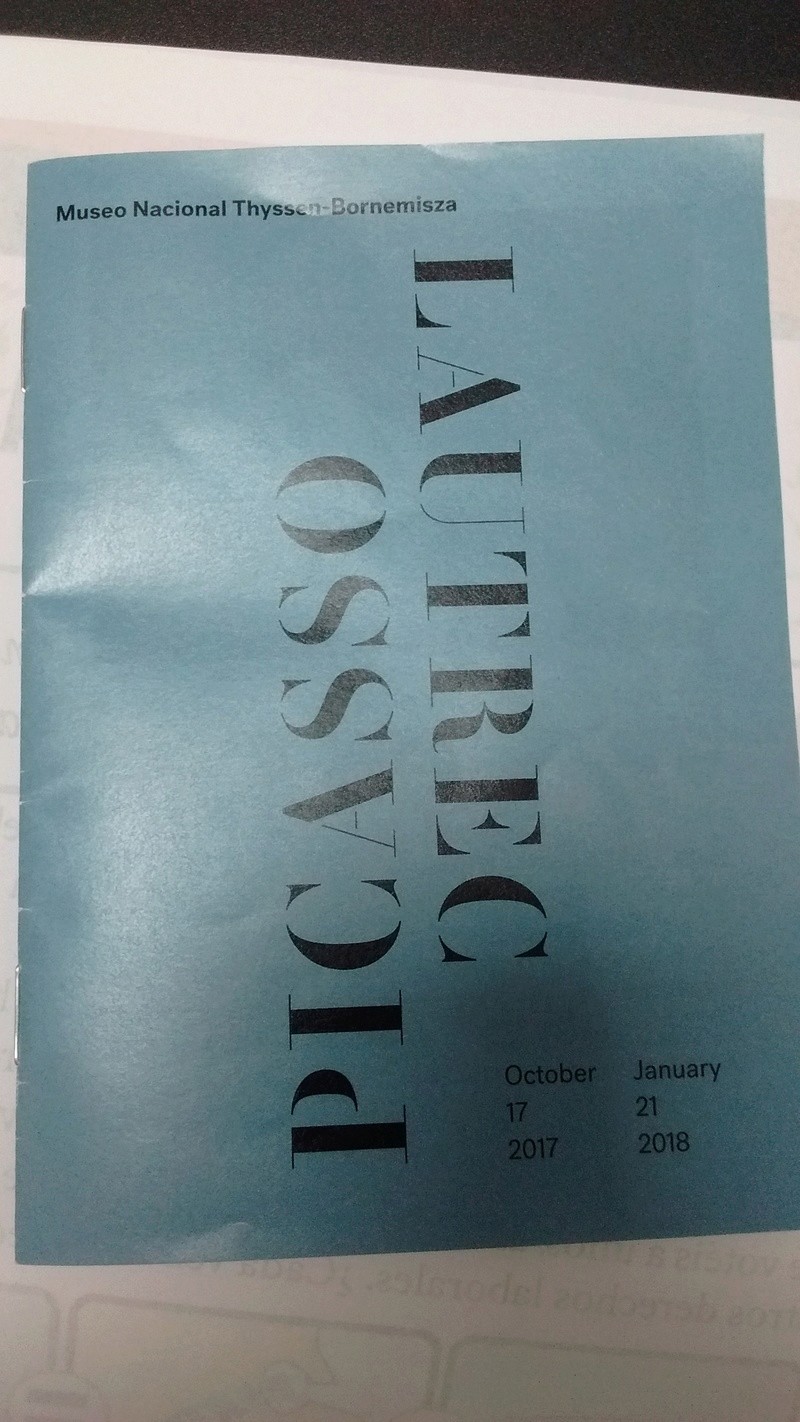 Museo Nacional Thyssen-Bornemisza
PICASSO
LAUTREC
October
17
2017
January
21
2018